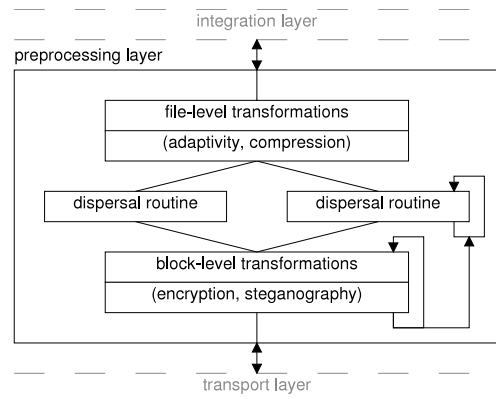 integration layer
preprocessing layer
file-level transformations
(adaptivity, compression)
dispersal routine
dispersal routine
block-level transformations
(encryption, steganography)
transport layer